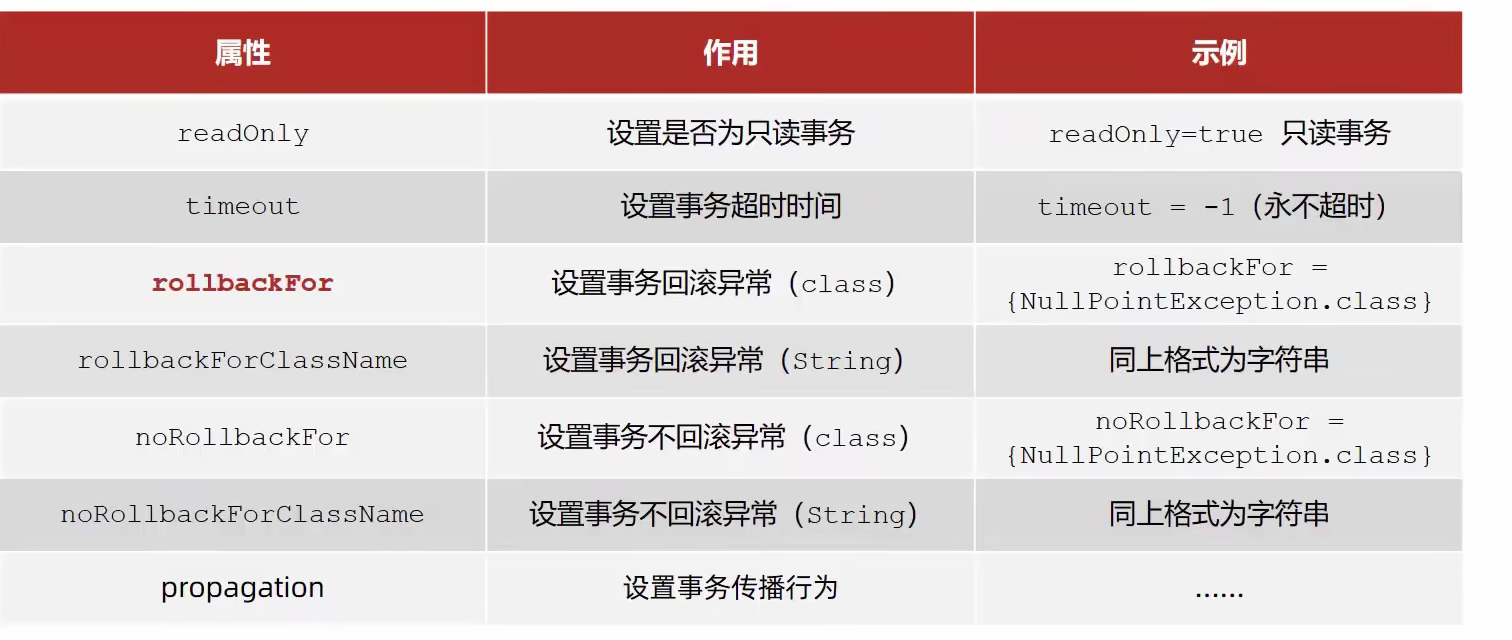 属性 作用 示例
readOnly 设置是否为只读事务 readOnly=true 只读事务
timeout 设置事务超时时间 timeout = -1（永不超时）
rollbackFor 设置事务回滚异常（class） rollbackFor =
{NullPointException.class}
rollbackForClassName 设置事务回滚异常（String） 同上格式为字符串
noRollbackFor 设置事务不回滚异常（class） noRollbackFor =
{NullPointException.class}
noRollbackForClassName 设置事务不回滚异常（String） 同上格式为字符串
propagation 设置事务传播行为 ……